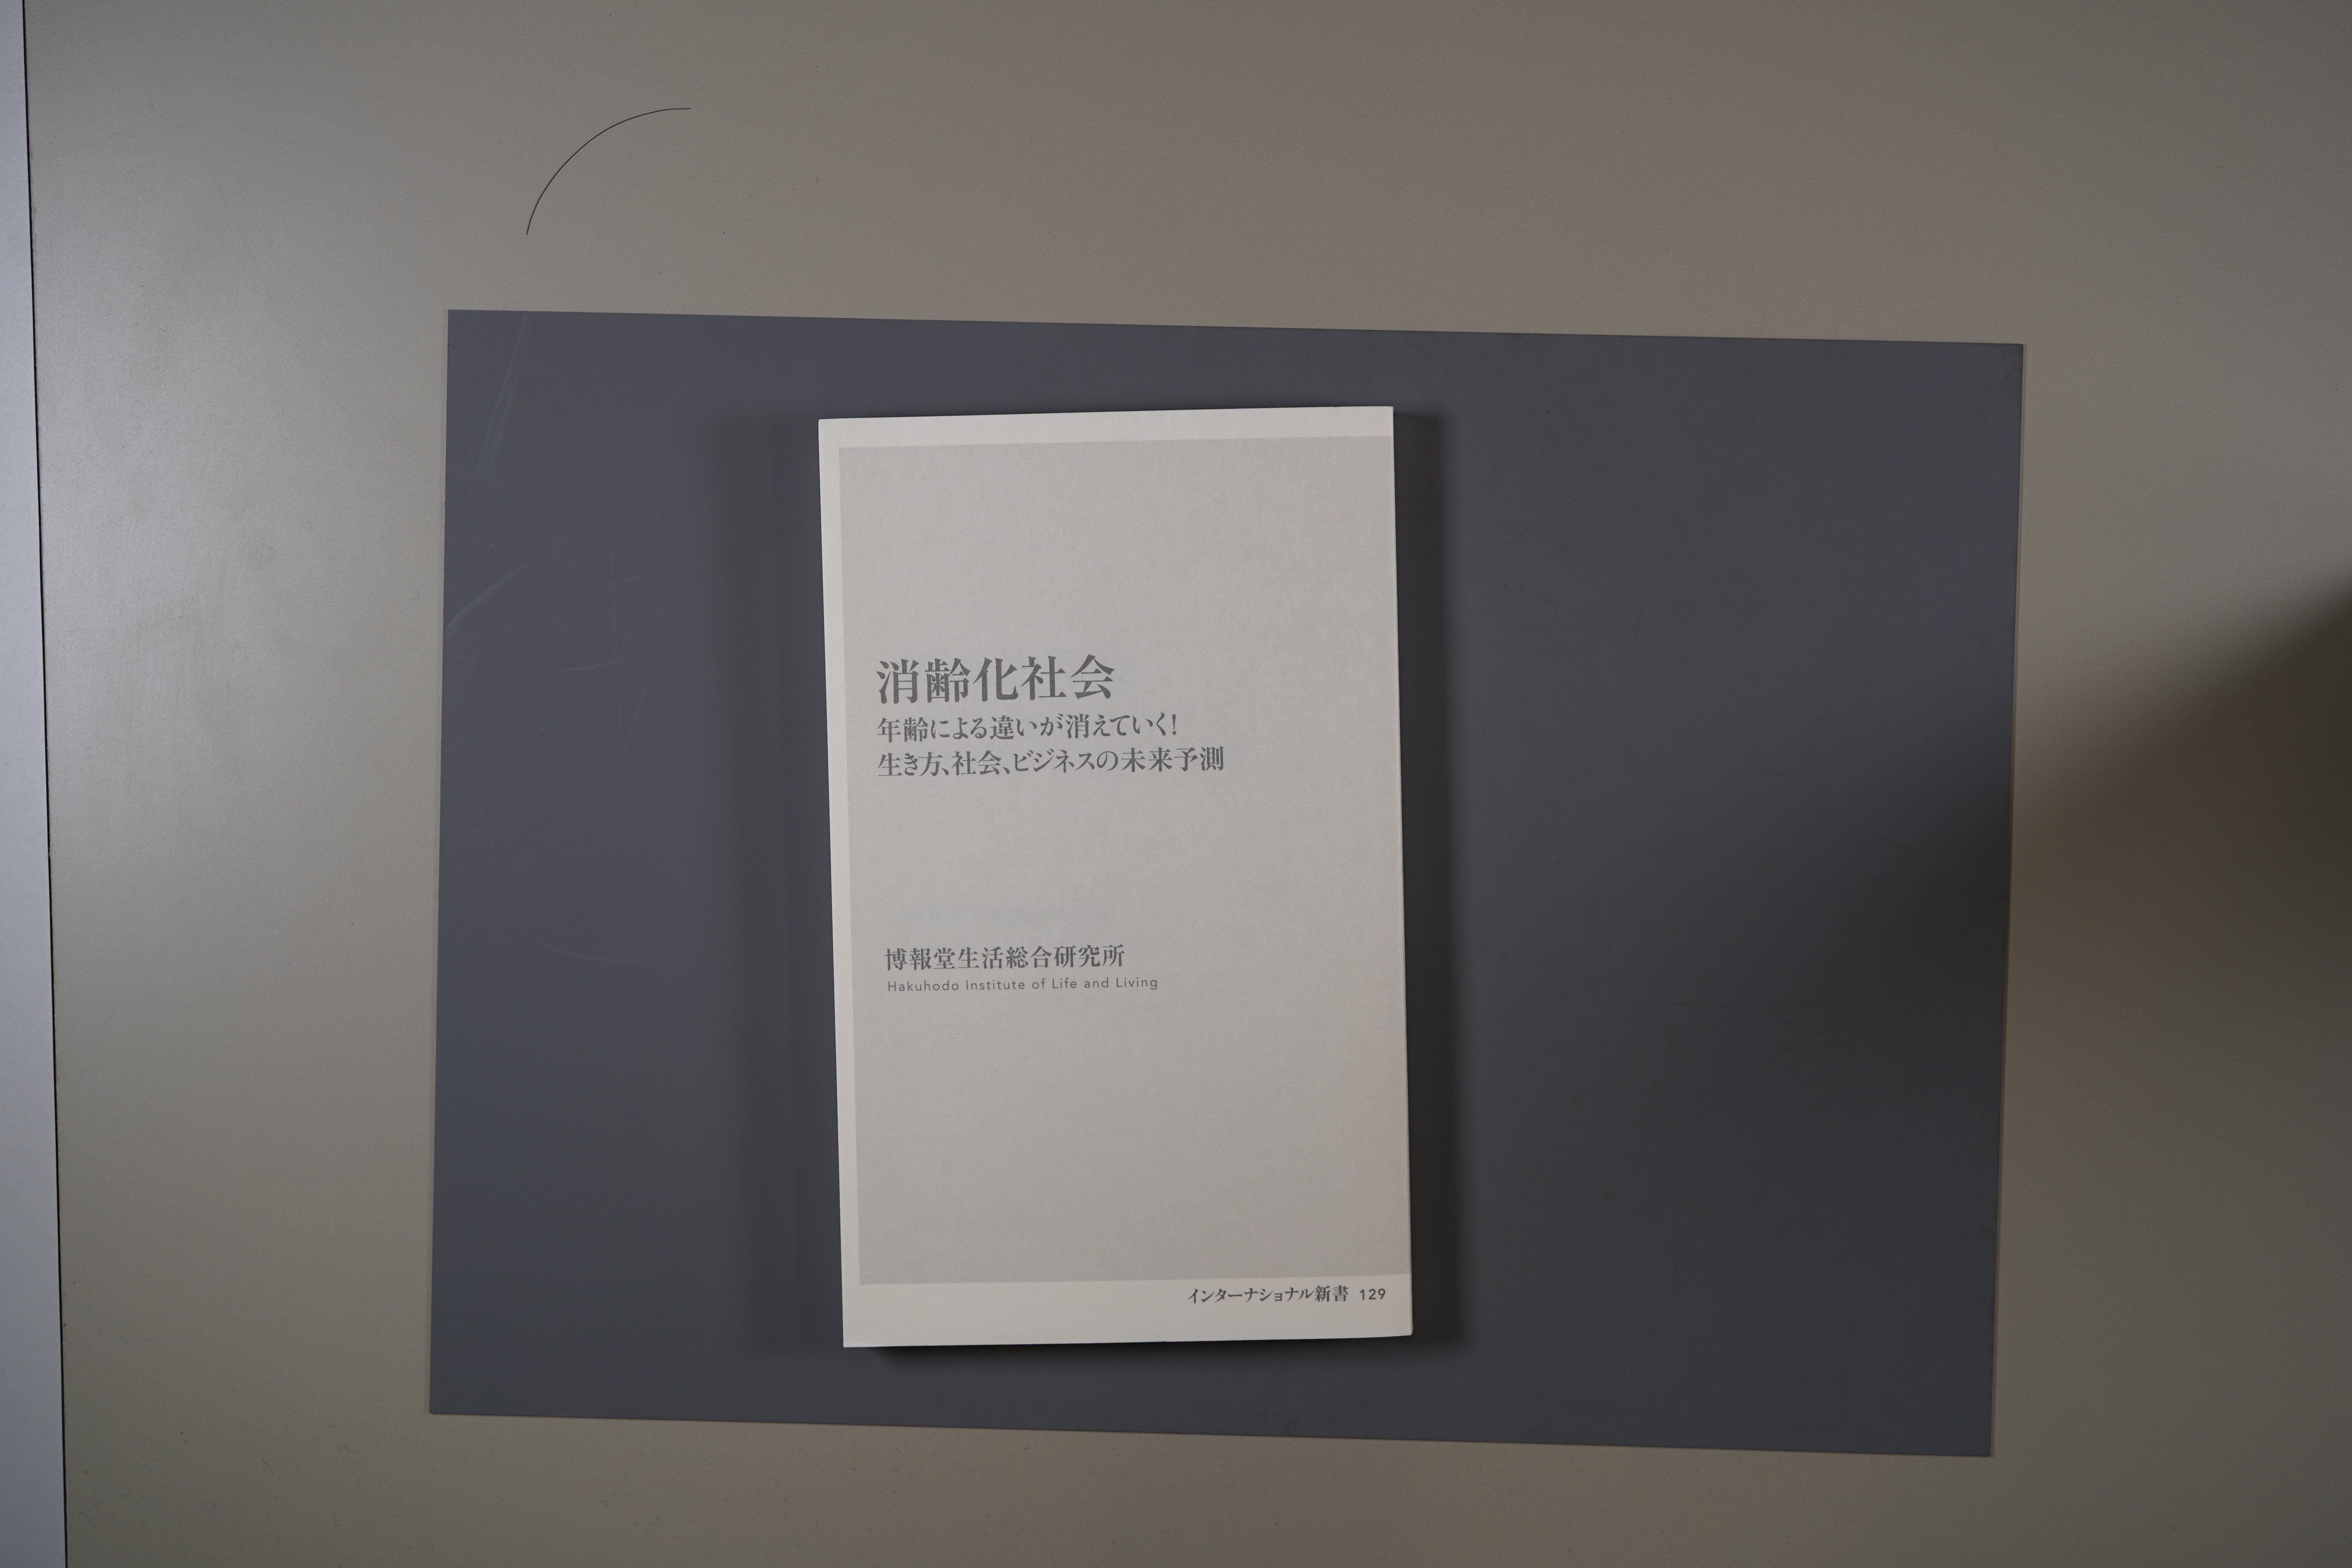 消齢化社会
年齢による違いが消えていく!
生き方、社会、ビジネスの未来予測
博報堂生活総合研究所
Hakuhodo Institute of Life and Living
インターナショナル新書 129